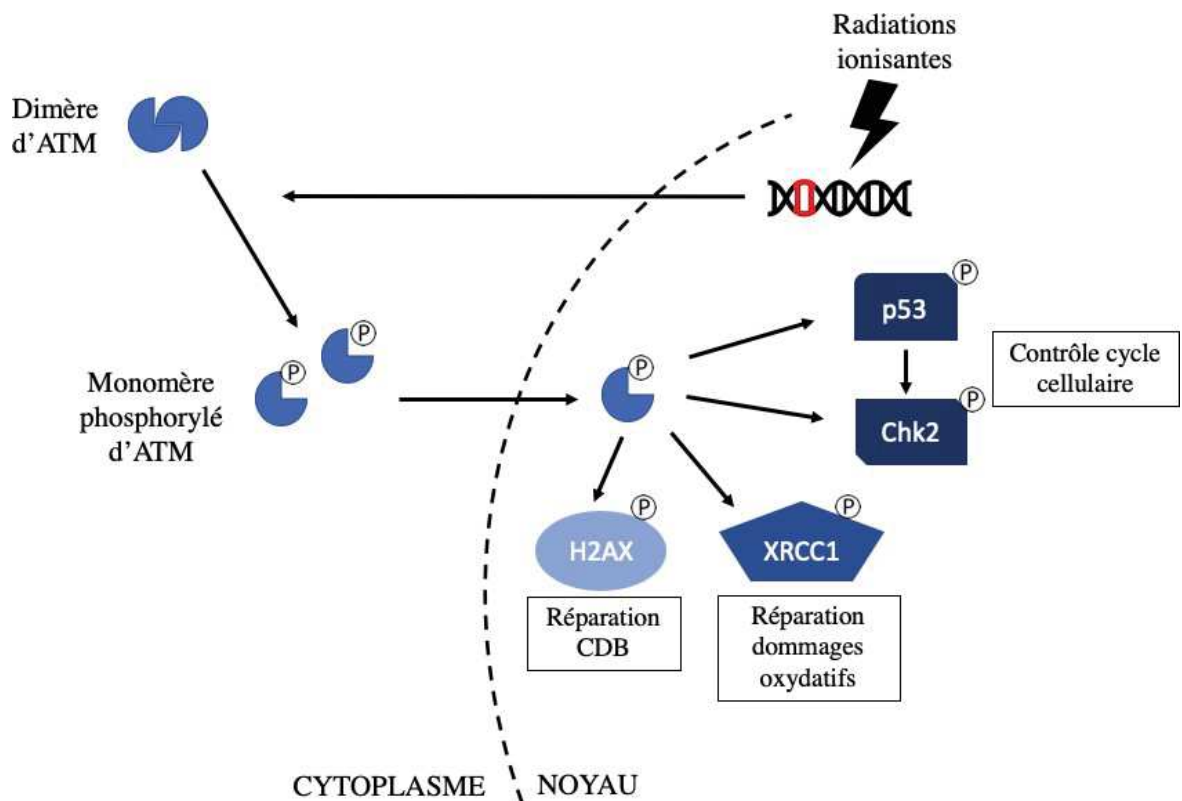 Radiations
ionisantes
Dimère
d'ATM
P
p53
P
P
Monomère
phosphorylé
d'ATM
P
Contrôle cycle
cellulaire
P
Chk2
P
H2AX
P
XRCC1
Réparation
CDB
Réparation
dommages
oxydatifs
CYTOPLASME
NOYAU